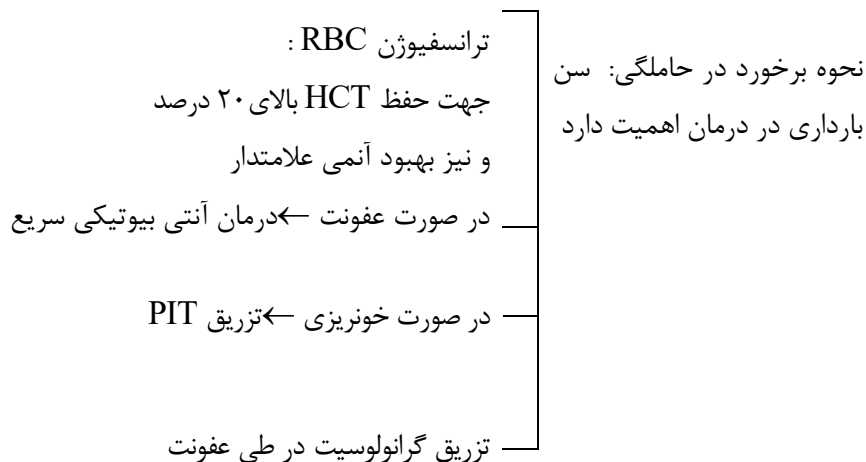 نحوه برخورد در حاملگی: سن
بارداری در درمان اهمیت دارد
ترانسفیوژن RBC :
جهت حفظ HCT بالای ۲۰ درصد
و نیز بهبود آنمی علامتدار
در صورت عفونت ←درمان آنتی بیوتیکی سریع
در صورت خونریزی ←تزریق PIT
تزریق گرانولوسیت در طی عفونت